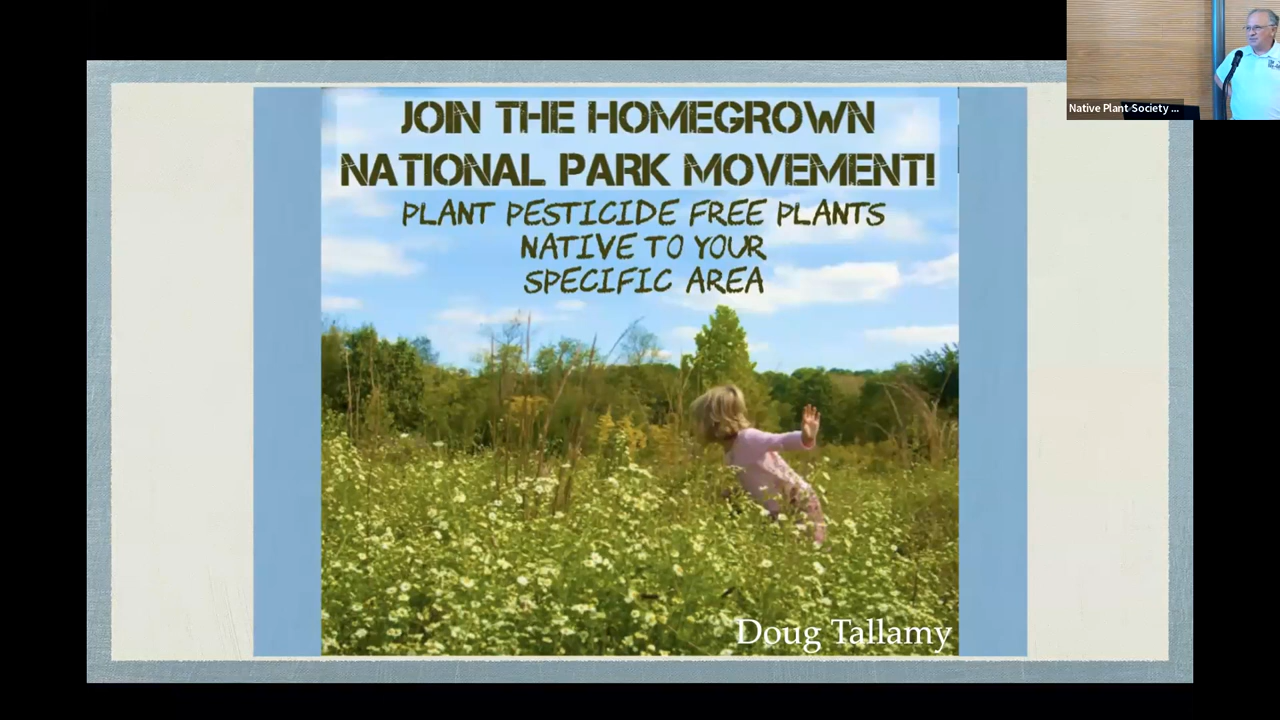 JOIN THE HOMEGROWN
NATIONAL PARK MOVEMENT!
PLANT PESTICIDE FREE PLANTS
NATIVE TO YOUR
SPECIFIC AREA
Doug Tallamy
Native Plant Society ...